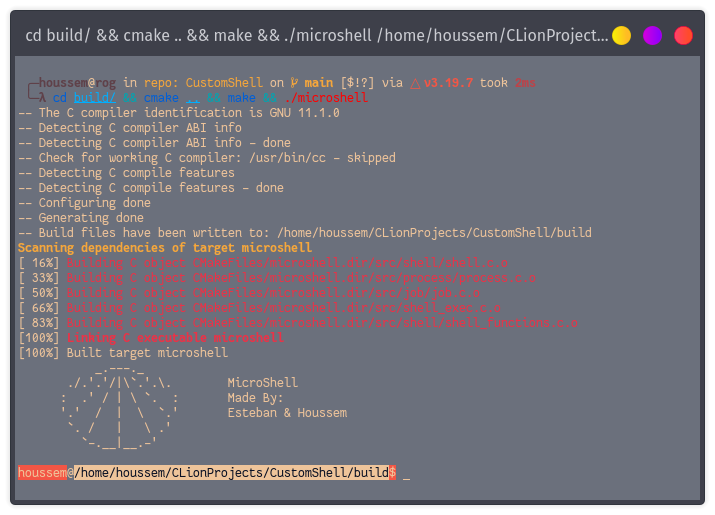 cd build/ && cmake .. && make && ./microshell /home/houssem/CLionProject...
╭─houssem@rog in repo: CustomShell on main [$!?] via △ v3.19.7 took 2ms
╰─λ cd build/ && cmake .. && make && ./microshell
-- The C compiler identification is GNU 11.1.0
-- Detecting C compiler ABI info
-- Detecting C compiler ABI info - done
-- Check for working C compiler: /usr/bin/cc - skipped
-- Detecting C compile features
-- Detecting C compile features - done
-- Configuring done
-- Generating done
-- Build files have been written to: /home/houssem/CLionProjects/CustomShell/build
Scanning dependencies of target microshell
[ 16%] Building C object CMakeFiles/microshell.dir/src/shell/shell.c.o
[ 33%] Building C object CMakeFiles/microshell.dir/src/process/process.c.o
[ 50%] Building C object CMakeFiles/microshell.dir/src/job/job.c.o
[ 66%] Building C object CMakeFiles/microshell.dir/src/shell_exec.c.o
[ 83%] Building C object CMakeFiles/microshell.dir/src/shell/shell_functions.c.o
[100%] Linking C executable microshell
[100%] Built target microshell
MicroShell
Made By:
Esteban & Houssem
houssem@/home/houssem/CLionProjects/CustomShell/build$ _